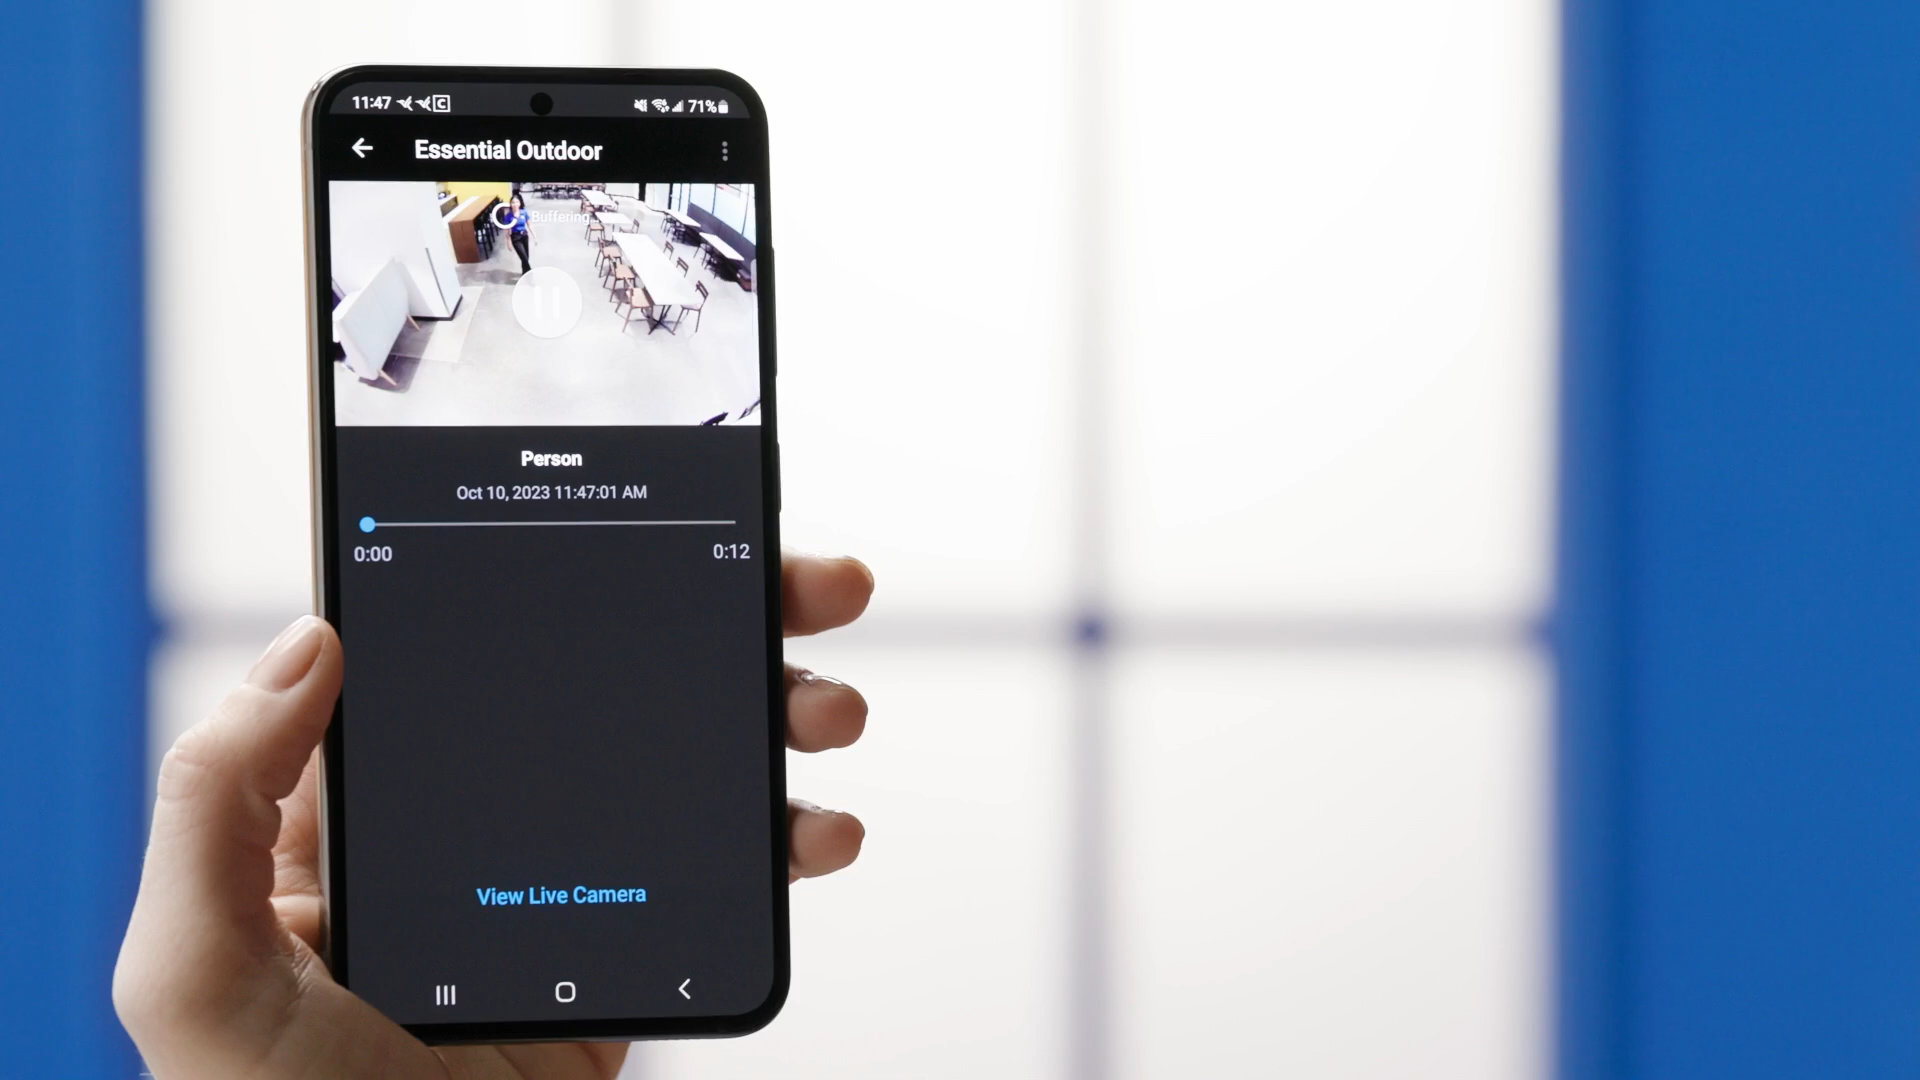 11:47 C 71%
Essential Outdoor
Buffering...
Person
Oct 10, 2023 11:47:01 AM
0:00 0:12
View Live Camera